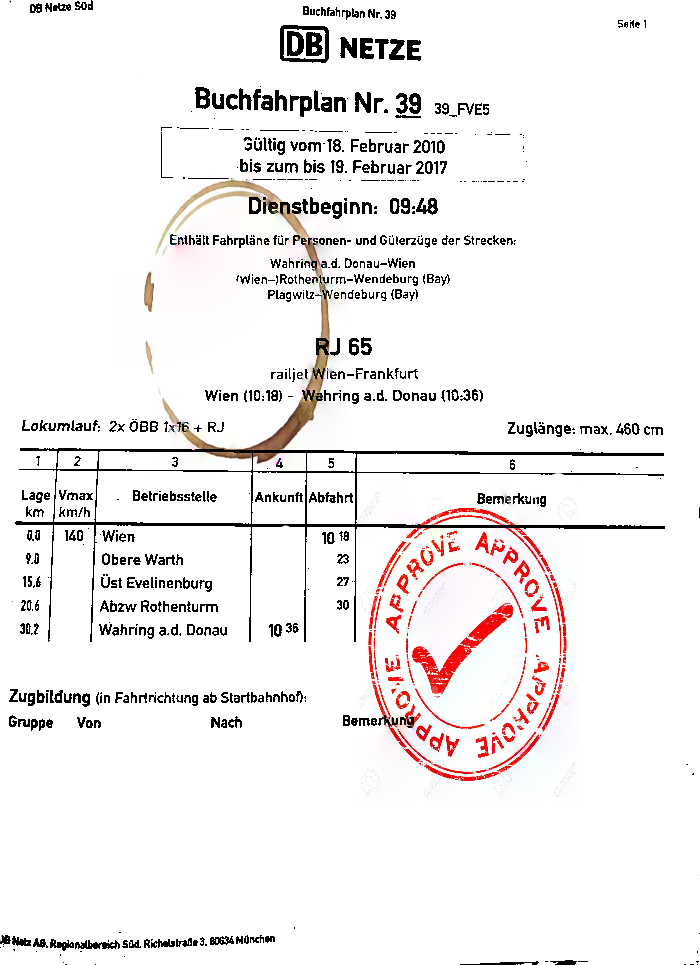 DB Netze Süd
Buchfahrplan Nr. 39
Seite 1
DB NETZE
Buchfahrplan Nr. 39 39_FVE5
Gültig vom 18. Februar 2010
bis zum bis 19. Februar 2017
Dienstbeginn: 09:48
Enthält Fahrpläne für Personen- und Güterzüge der Strecken:
Wahring a.d. Donau-Wien
(Wien-)Rothenturm-Wendeburg (Bay)
Plagwitz-Wendeburg (Bay)
RJ 65
railjet Wien-Frankfurt
Wien (10:18) - Wahring a.d. Donau (10:36)
Lokumlauf: 2x ÖBB 1x16 + RJ
Zuglänge: max. 460 cm
1 2 3 4 5 6
Lage km Vmax km/h Betriebsstelle Ankunft Abfahrt Bemerkung
0,0 140 Wien 10 18
9,0 Obere Warth 23
15,6 Üst Evelinenburg 27
20,6 Abzw Rothenturm 30
30,2 Wahring a.d. Donau 10 36
APPROVE APPROVE APPROVE APPROVE
Zugbildung (in Fahrtrichtung ab Startbahnhof):
Gruppe Von Nach Bemerkung
DB Netz AG, Regionalbereich Süd, Richelstraße 3, 80634 München